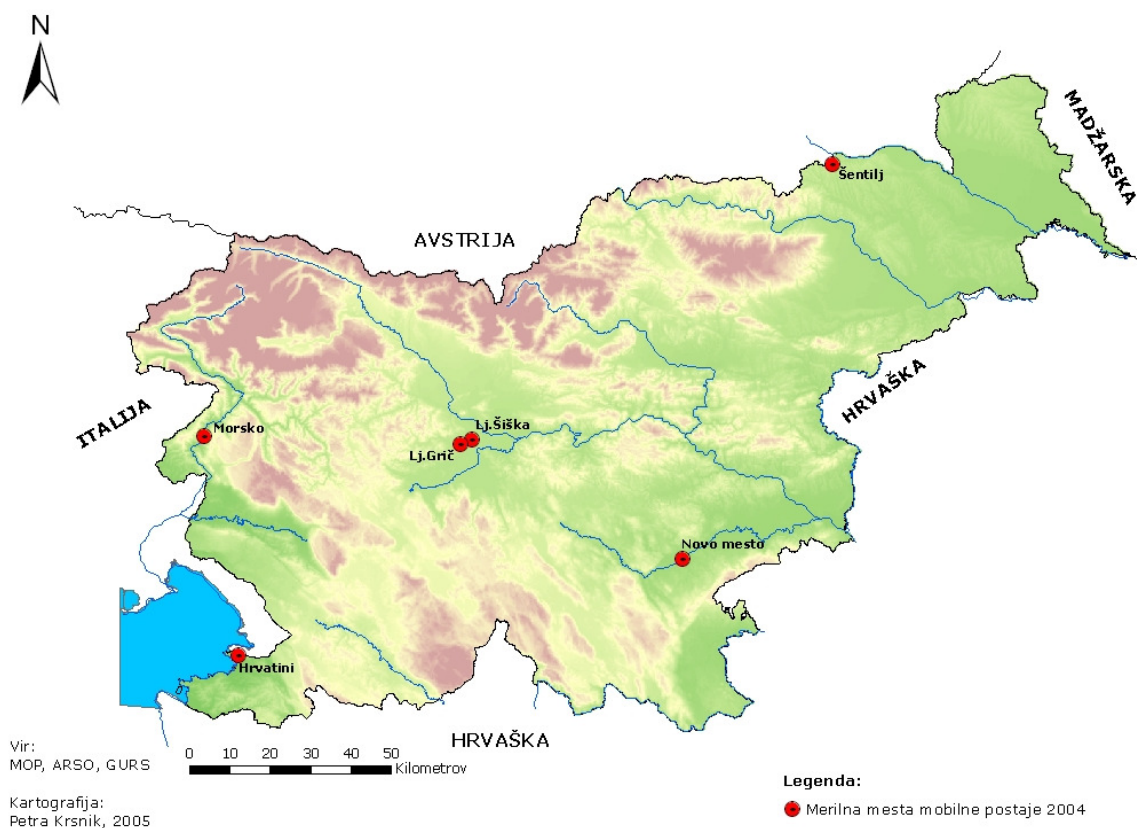 N
MADŽARSKA
Šentilj
AVSTRIJA
HRVAŠKA
ITALIJA
Morsko
Lj.Šiška
Lj.Grič
Novo mesto
Hrvatini
HRVAŠKA
Vir:
MOP, ARSO, GURS
0 10 20 30 40 50
Kilometrov
Kartografija:
Petra Krsnik, 2005
Legenda:
Merilna mesta mobilne postaje 2004